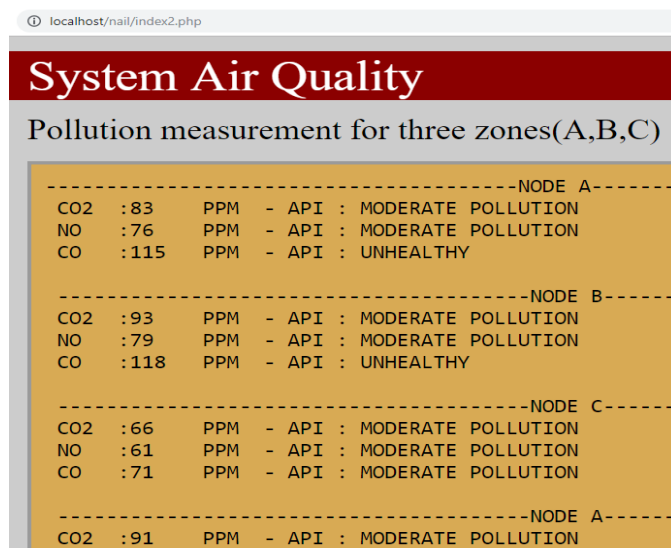 localhost/nail/index2.php
System Air Quality
Pollution measurement for three zones(A,B,C)
---------------------------------------NODE A-------
CO2 :83 PPM - API : MODERATE POLLUTION
NO :76 PPM - API : MODERATE POLLUTION
CO :115 PPM - API : UNHEALTHY
---------------------------------------NODE B------
CO2 :93 PPM - API : MODERATE POLLUTION
NO :79 PPM - API : MODERATE POLLUTION
CO :118 PPM - API : UNHEALTHY
---------------------------------------NODE C------
CO2 :66 PPM - API : MODERATE POLLUTION
NO :61 PPM - API : MODERATE POLLUTION
CO :71 PPM - API : MODERATE POLLUTION
---------------------------------------NODE A------
CO2 :91 PPM - API : MODERATE POLLUTION